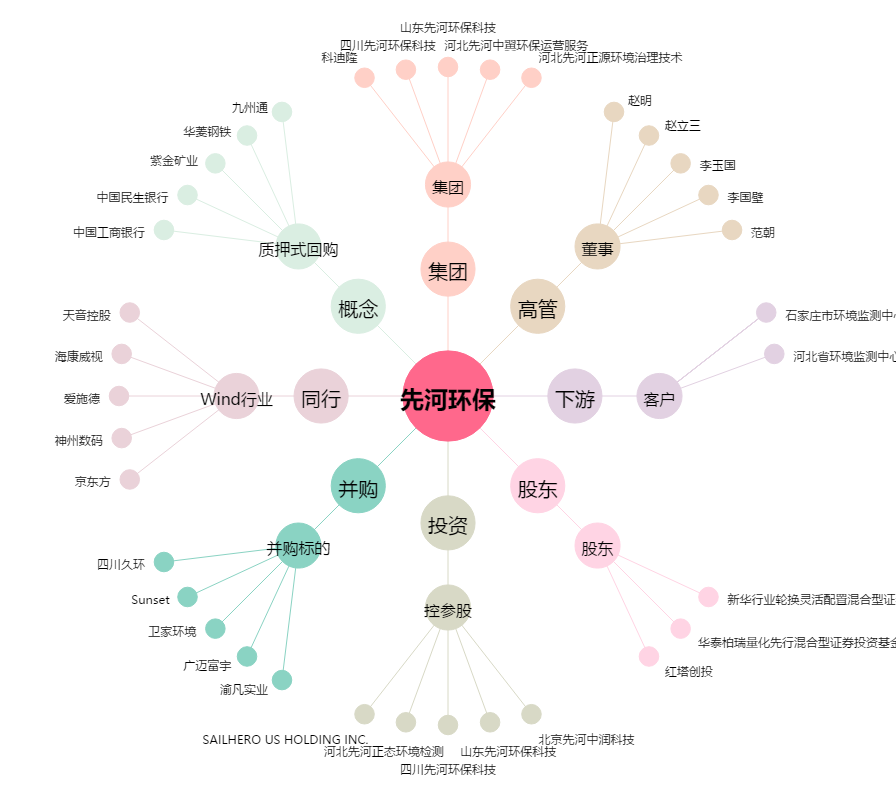 山东先河环保科技
四川先河环保科技
河北先河中翼环保运营服务
科迪隆
河北先河正源环境治理技术
集团
集团
九州通
华菱钢铁
紫金矿业
中国民生银行
中国工商银行
质押式回购
概念
赵明
赵立三
李玉国
李国壁
范朝
董事
高管
天音控股
海康威视
爱施德
神州数码
京东方
Wind行业
同行
先河环保
下游
客户
石家庄市环境监测中
河北省环境监测中心
并购
并购标的
四川久环
Sunset
卫家环境
广迈富宇
渝凡实业
投资
控参股
SAILHERO US HOLDING INC.
河北先河正态环境检测
四川先河环保科技
山东先河环保科技
北京先河中润科技
股东
股东
新华行业轮换灵活配置混合型证
华泰柏瑞量化先行混合型证券投资基金
红塔创投